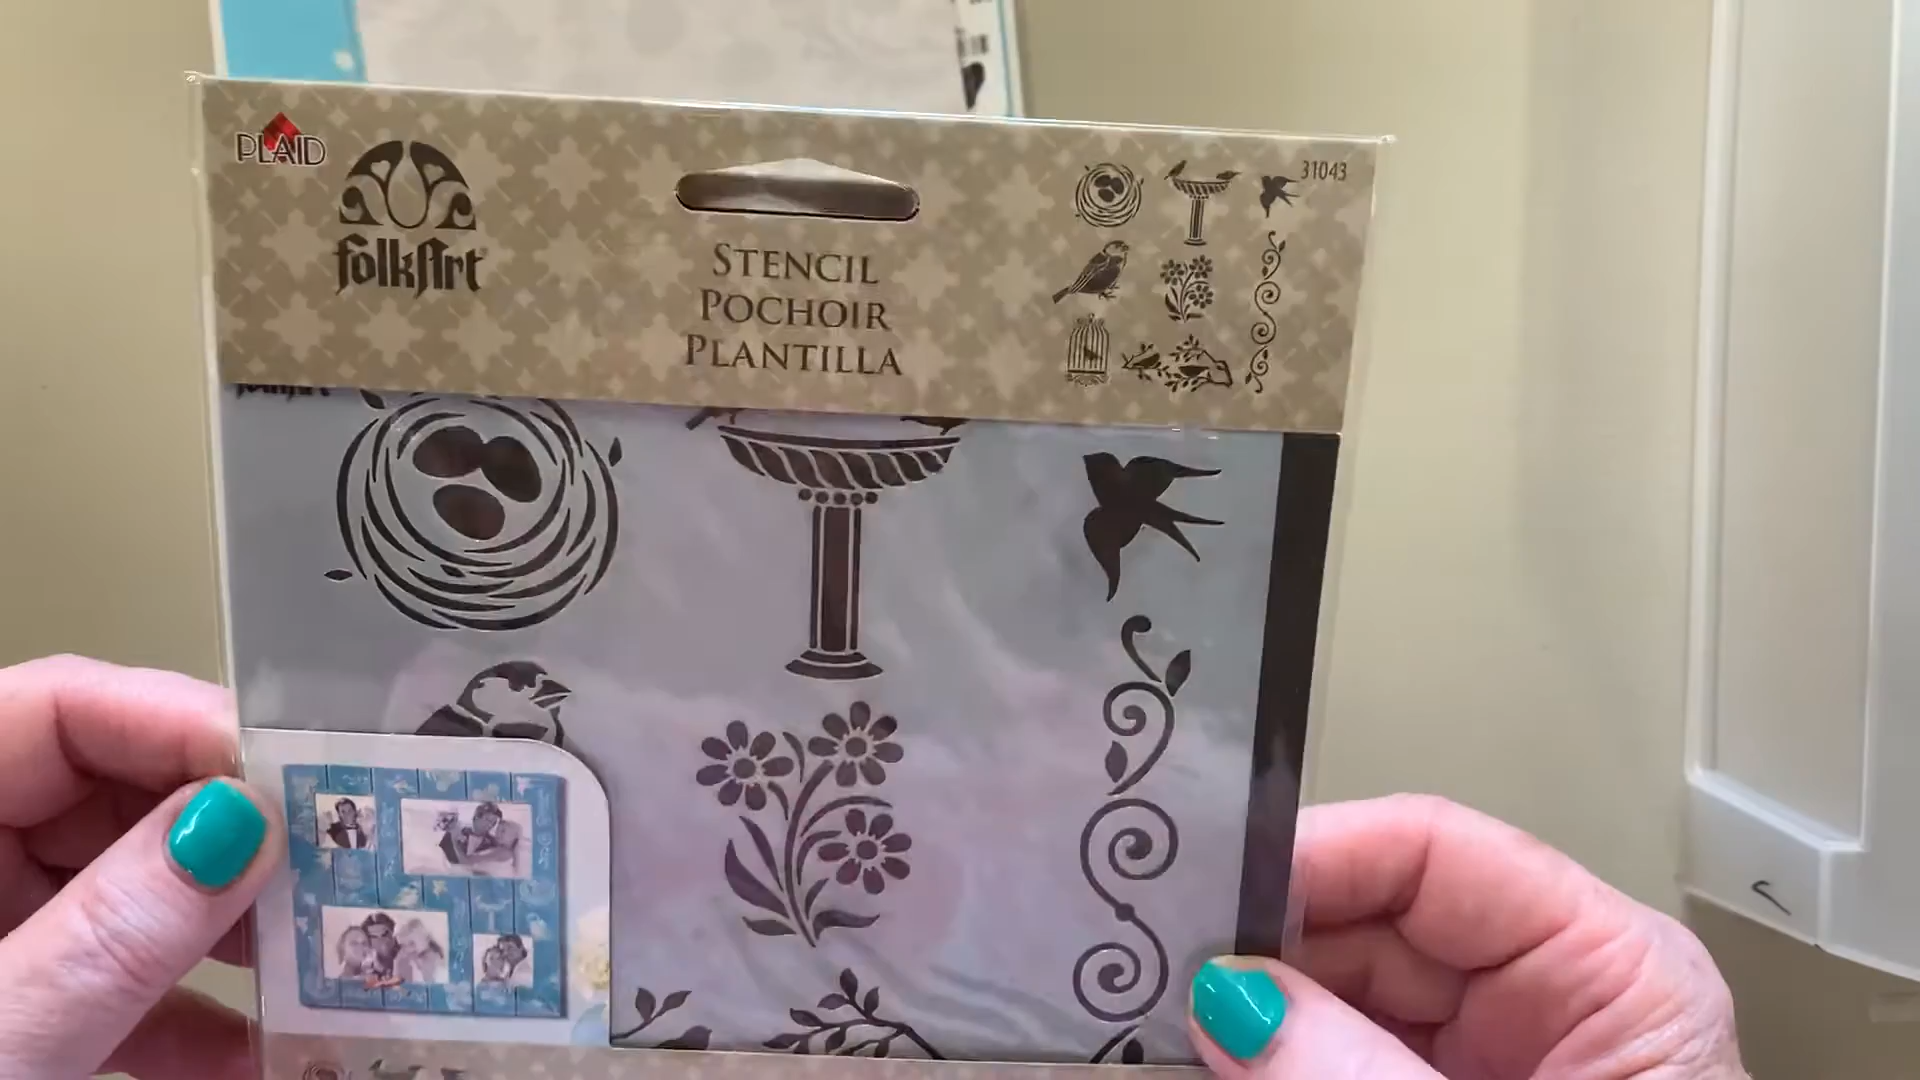 PLAID
folkArt
STENCIL
POCHOIR
PLANTILLA
31043